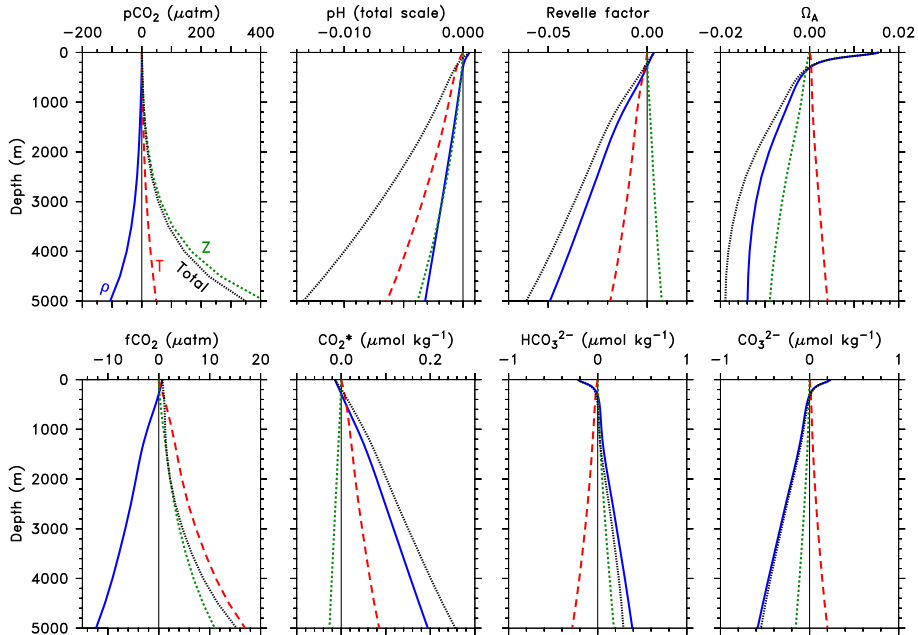 pCO₂ (μatm)
−200 0 200 400
pH (total scale)
−0.010 0.000
Revelle factor
−0.05 0.00
Ω_A
−0.02 0.00 0.02
Depth (m)
0
1000
2000
3000
4000
5000
ρ
T
Z
Total
fCO₂ (μatm)
−10 0 10 20
CO₂* (μmol kg⁻¹)
0.0 0.2
HCO₃²⁻ (μmol kg⁻¹)
−1 0 1
CO₃²⁻ (μmol kg⁻¹)
−1 0 1
Depth (m)
0
1000
2000
3000
4000
5000